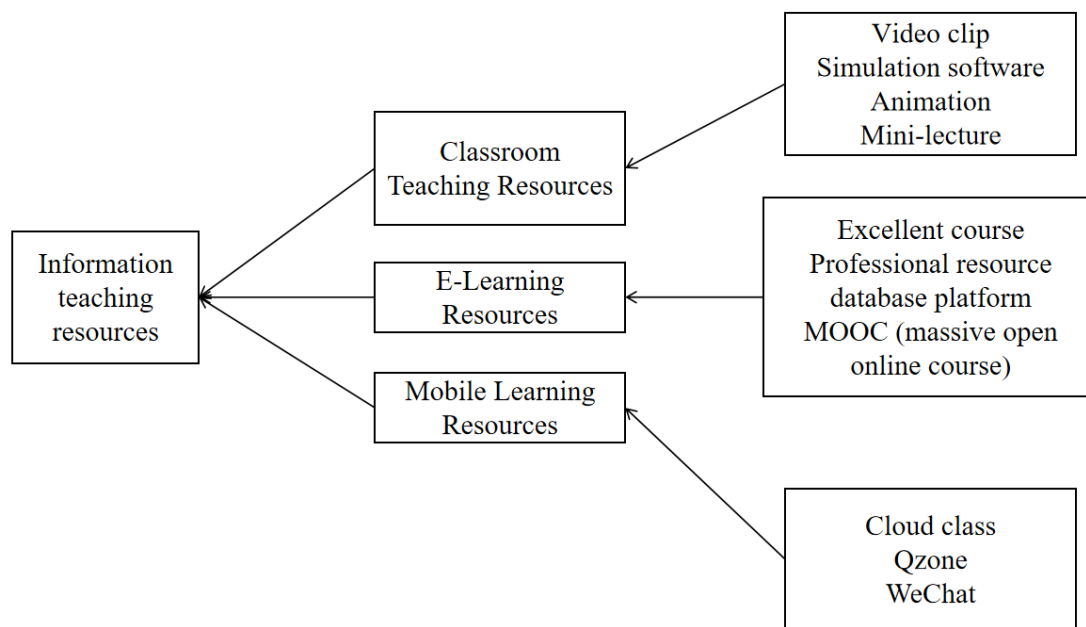 Video clip
Simulation software
Animation
Mini-lecture
Classroom
Teaching Resources
Excellent course
Professional resource
database platform
MOOC (massive open
online course)
Information
teaching
resources
E-Learning
Resources
Mobile Learning
Resources
Cloud class
Qzone
WeChat